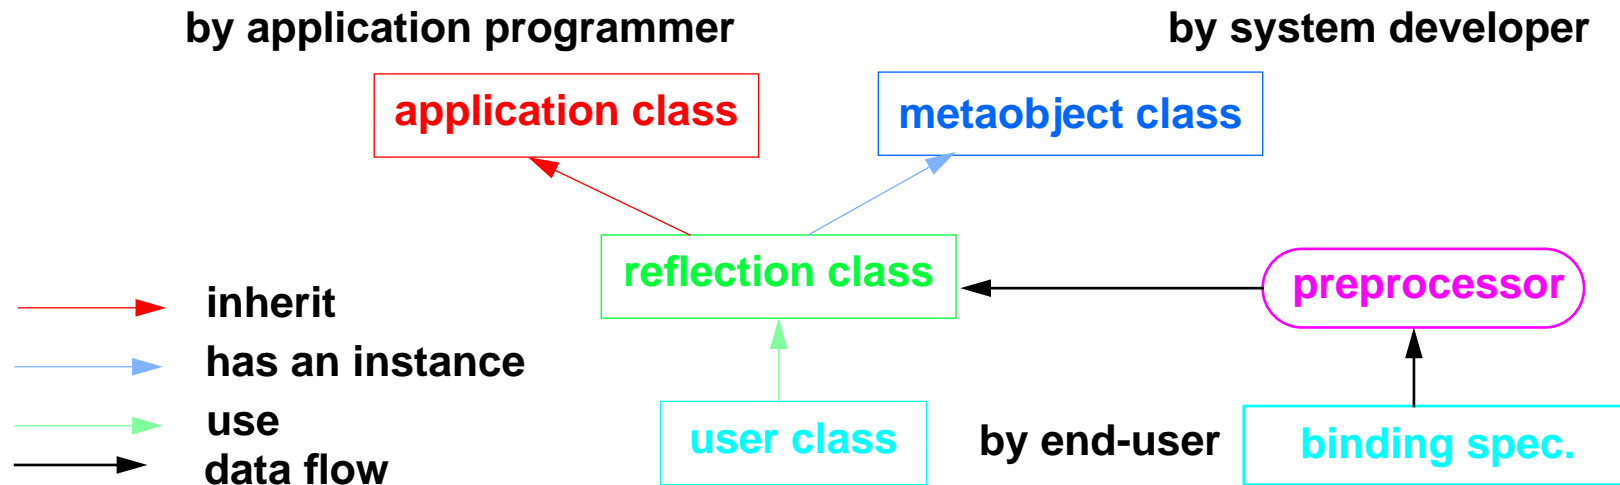 by application programmer
by system developer
application class
metaobject class
reflection class
preprocessor
inherit
has an instance
use
data flow
user class
by end-user
binding spec.